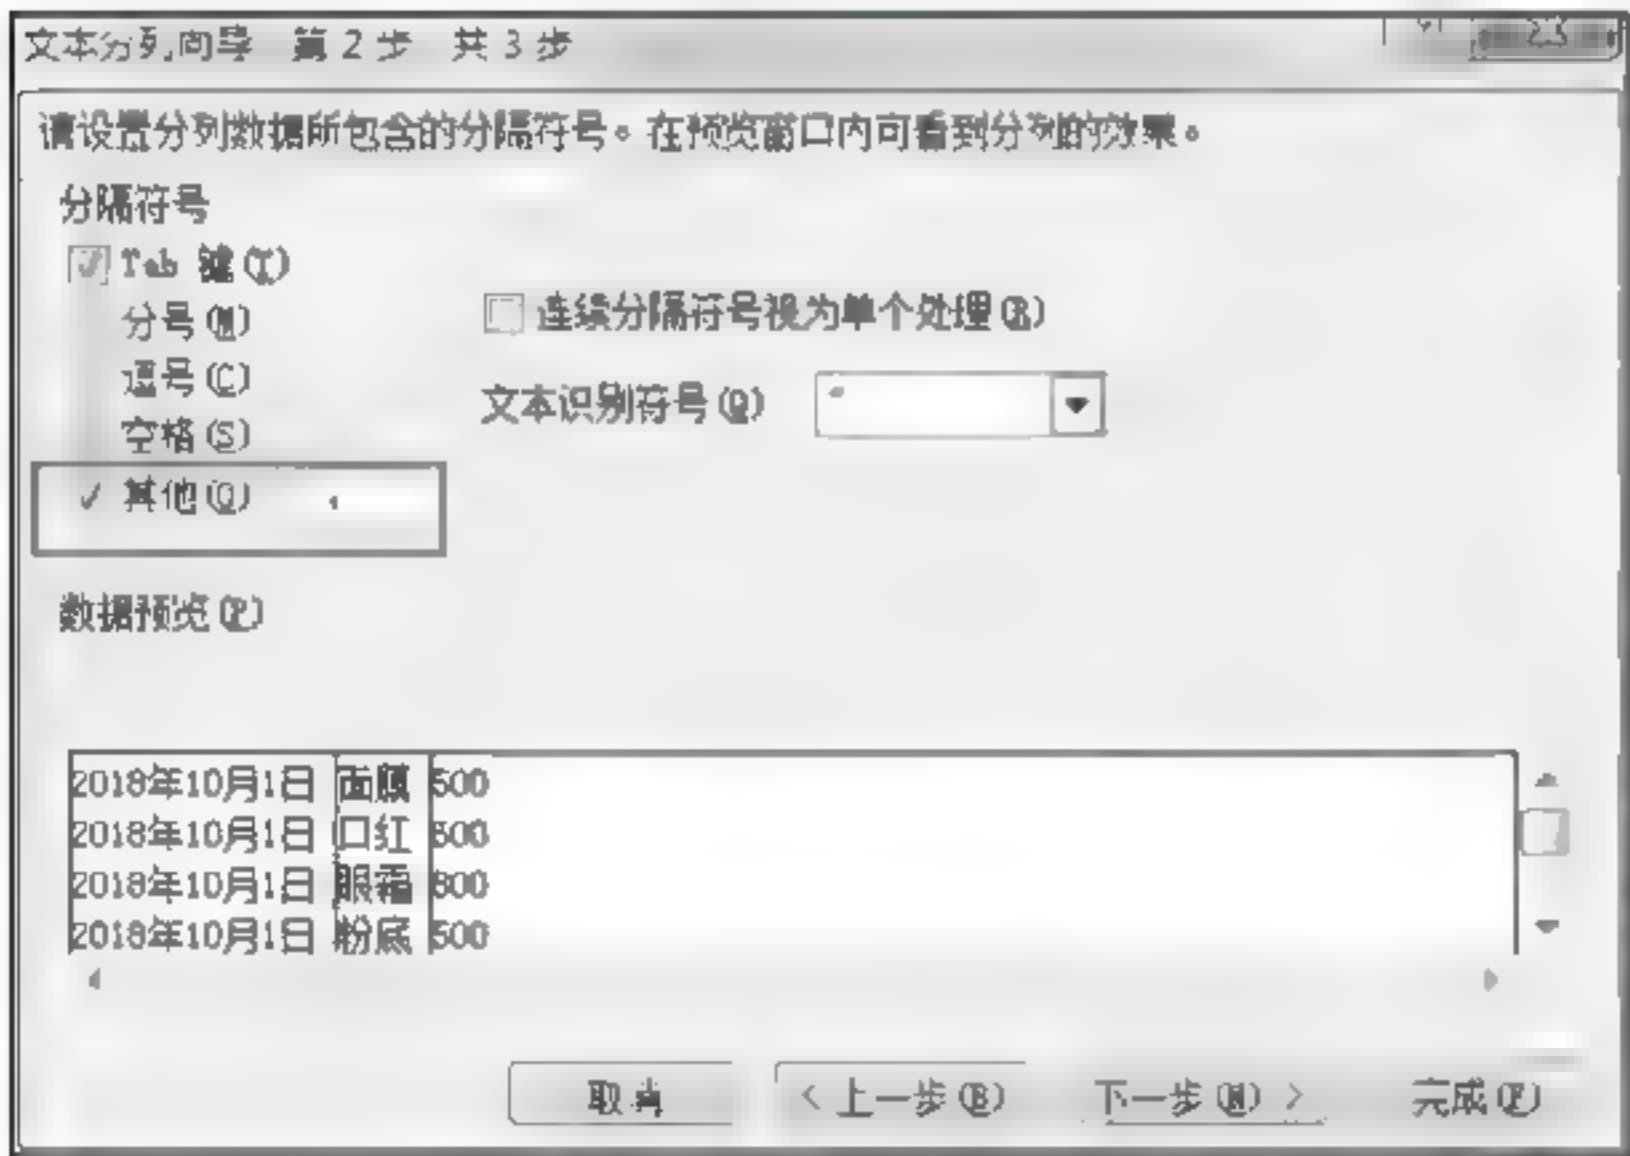 文本分列向导 第 2 步 共 3 步
请设置分列数据所包含的分隔符号。在预览窗口内可看到分列的效果。
分隔符号
Tab 键(T)
分号(M)
连续分隔符号视为单个处理(R)
逗号(C)
文本识别符号(Q)
空格(S)
其他(O)
数据预览(P)
2018年10月1日 面膜 500
2018年10月1日 口红 600
2018年10月1日 眼霜 800
2018年10月1日 粉底 500
取消 < 上一步(B) 下一步(N) > 完成(F)